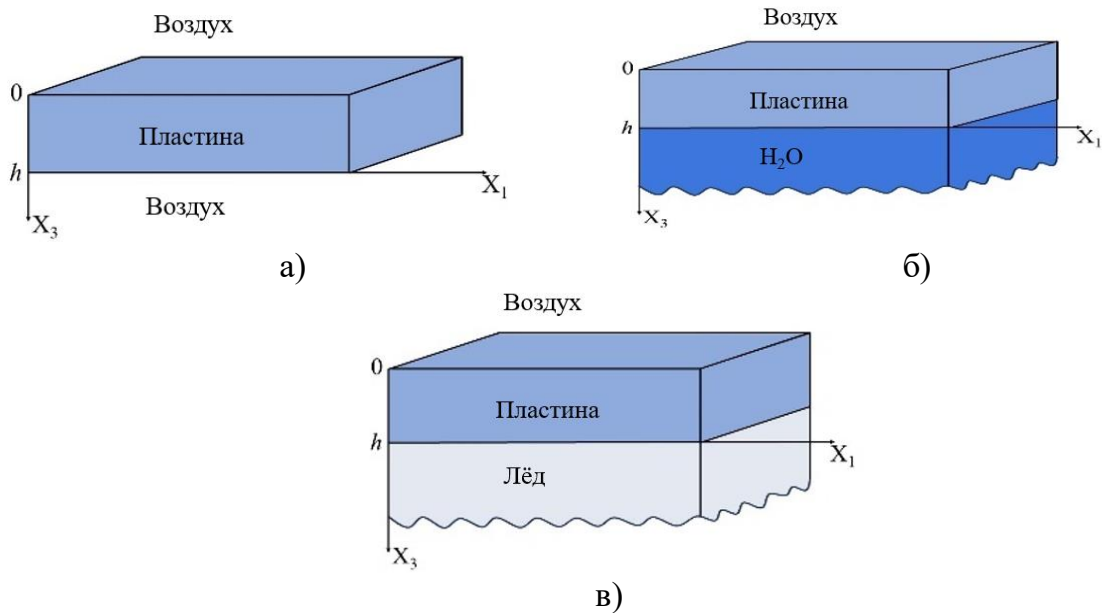 Воздух
0
Пластина
h
X₁
Воздух
X₃
а)
Воздух
0
Пластина
h
X₁
H₂O
X₃
б)
Воздух
0
Пластина
h
X₁
Лёд
X₃
в)